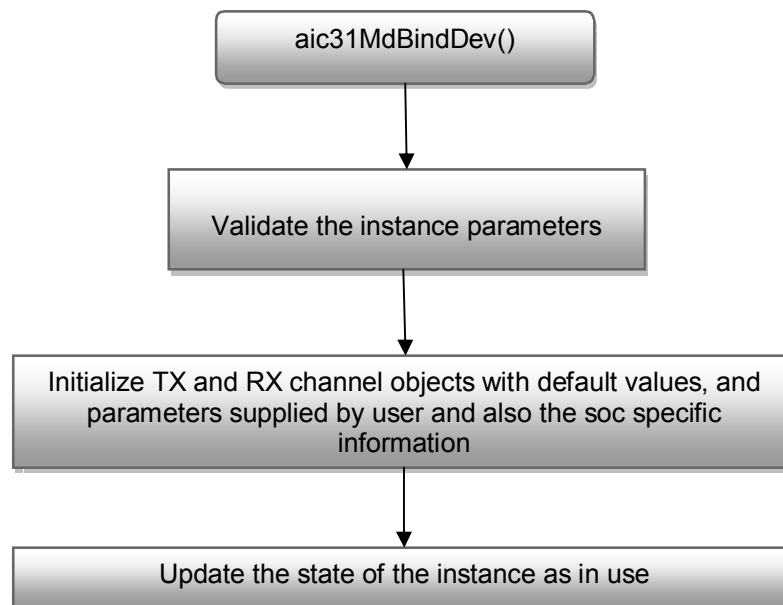 aic31MdBindDev()
Validate the instance parameters
Initialize TX and RX channel objects with default values, and
parameters supplied by user and also the soc specific
information
Update the state of the instance as in use